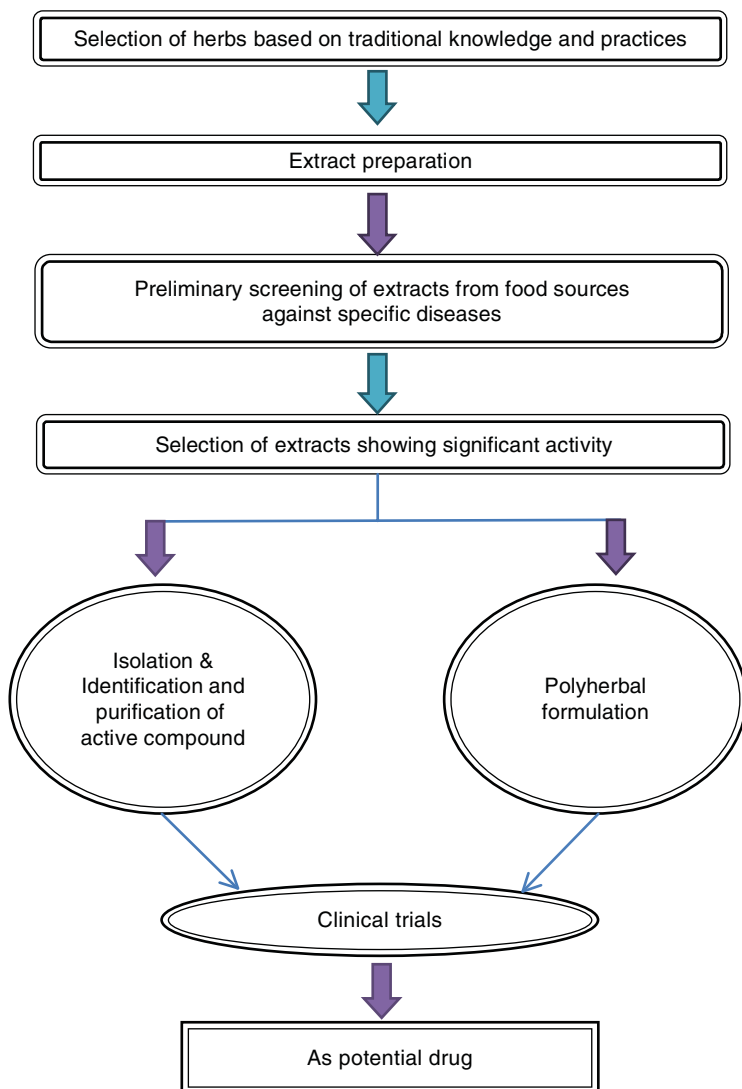 Selection of herbs based on traditional knowledge and practices
Extract preparation
Preliminary screening of extracts from food sources
against specific diseases
Selection of extracts showing significant activity
Isolation &
Identification and
purification of
active compound
Polyherbal
formulation
Clinical trials
As potential drug